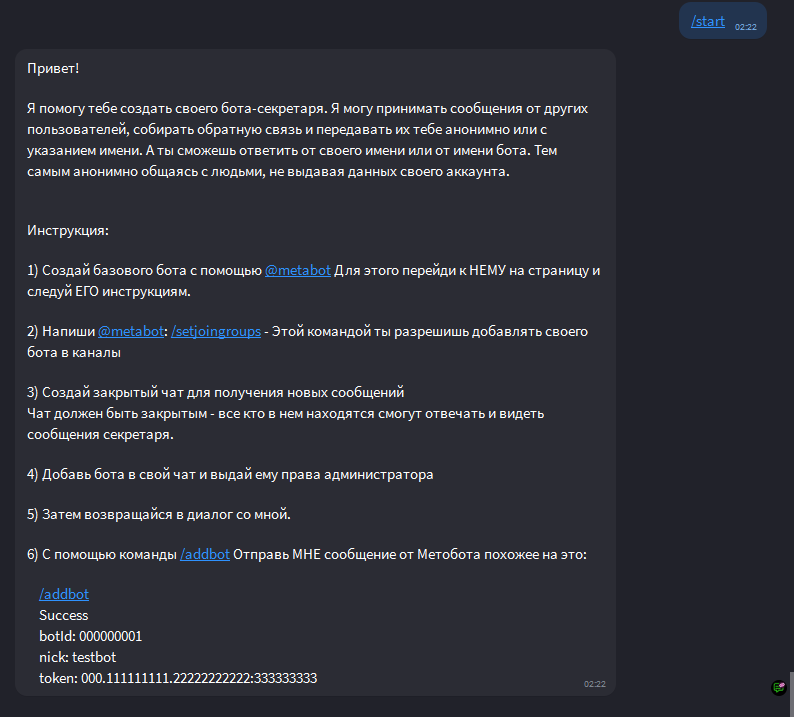 /start 02:22
Привет!
Я помогу тебе создать своего бота-секретаря. Я могу принимать сообщения от других
пользователей, собирать обратную связь и передавать их тебе анонимно или с
указанием имени. А ты сможешь ответить от своего имени или от имени бота. Тем
самым анонимно общаясь с людьми, не выдавая данных своего аккаунта.
Инструкция:
1) Создай базового бота с помощью @metabot Для этого перейди к НЕМУ на страницу и
следуй ЕГО инструкциям.
2) Напиши @metabot: /setjoingroups - Этой командой ты разрешишь добавлять своего
бота в каналы
3) Создай закрытый чат для получения новых сообщений
Чат должен быть закрытым - все кто в нем находятся смогут отвечать и видеть
сообщения секретаря.
4) Добавь бота в свой чат и выдай ему права администратора
5) Затем возвращайся в диалог со мной.
6) С помощью команды /addbot Отправь МНЕ сообщение от Метобота похожее на это:
/addbot
Success
botId: 000000001
nick: testbot
token: 000.111111111.22222222222:333333333
02:22